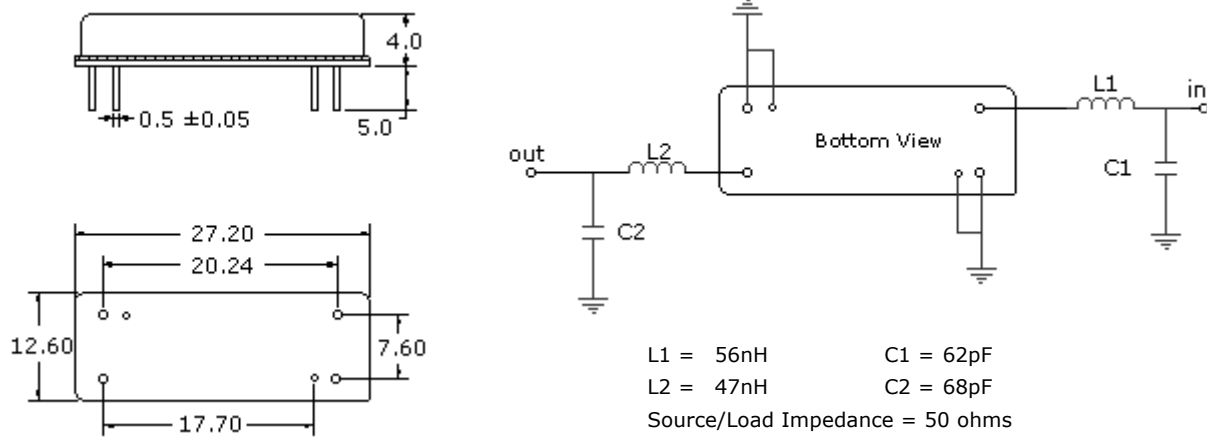 4.0
0.5 ±0.05
5.0
27.20
20.24
12.60
7.60
17.70
L1
in
Bottom View
C1
out
L2
C2
L1 = 56nH C1 = 62pF
L2 = 47nH C2 = 68pF
Source/Load Impedance = 50 ohms